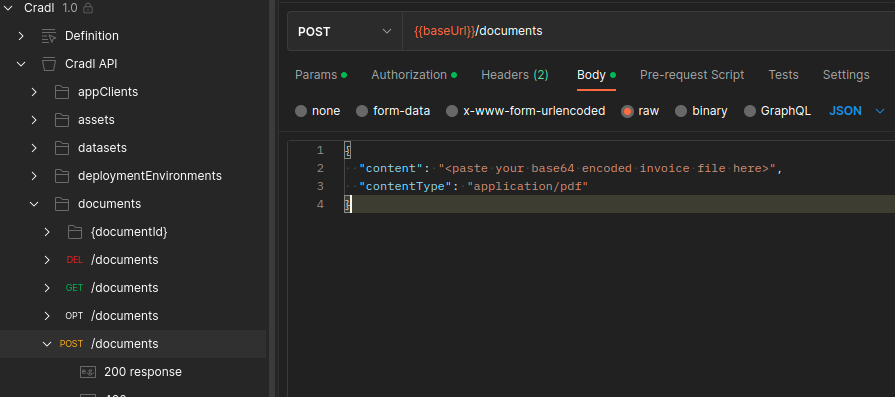 Cradl 1.0
Definition
Cradl API
appClients
assets
datasets
deploymentEnvironments
documents
{documentId}
DEL /documents
GET /documents
OPT /documents
POST /documents
e.g. 200 response
POST {{baseUrl}}/documents
Params Authorization Headers (2) Body Pre-request Script Tests Settings
none form-data x-www-form-urlencoded raw binary GraphQL JSON
1 {
2 "content": "<paste your base64 encoded invoice file here>",
3 "contentType": "application/pdf"
4 }